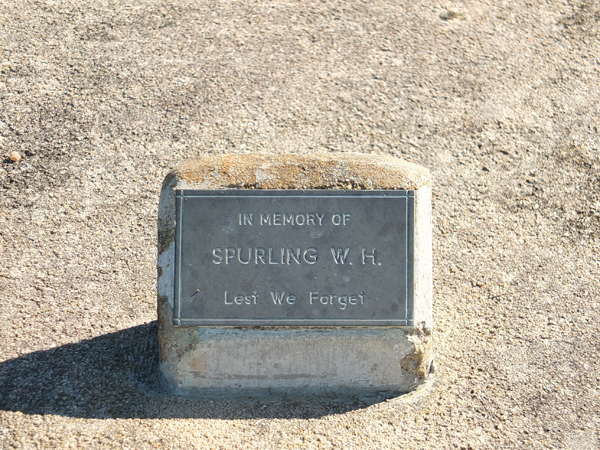 IN MEMORY OF
SPURLING W. H.
Lest We Forget